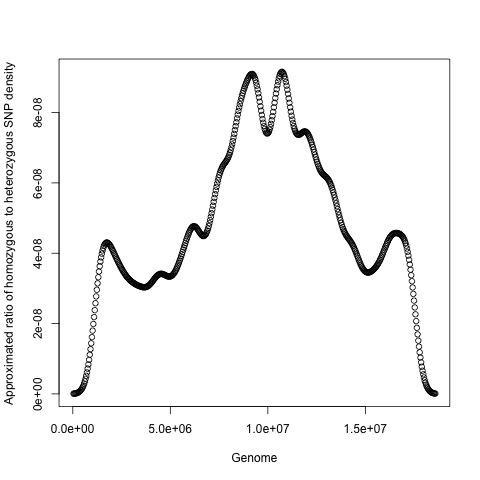 Approximated ratio of homozygous to heterozygous SNP density
8e-08
6e-08
4e-08
2e-08
0e+00
0.0e+00 5.0e+06 1.0e+07 1.5e+07
Genome